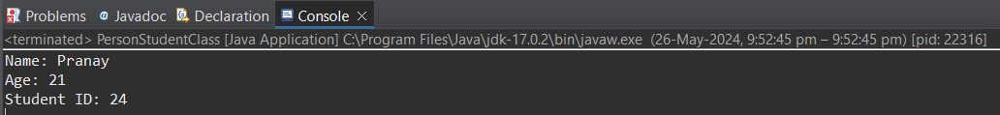 Problems @ Javadoc Declaration Console ×
<terminated> PersonStudentClass [Java Application] C:\Program Files\Java\jdk-17.0.2\bin\javaw.exe (26-May-2024, 9:52:45 pm – 9:52:45 pm) [pid: 22316]
Name: Pranay
Age: 21
Student ID: 24